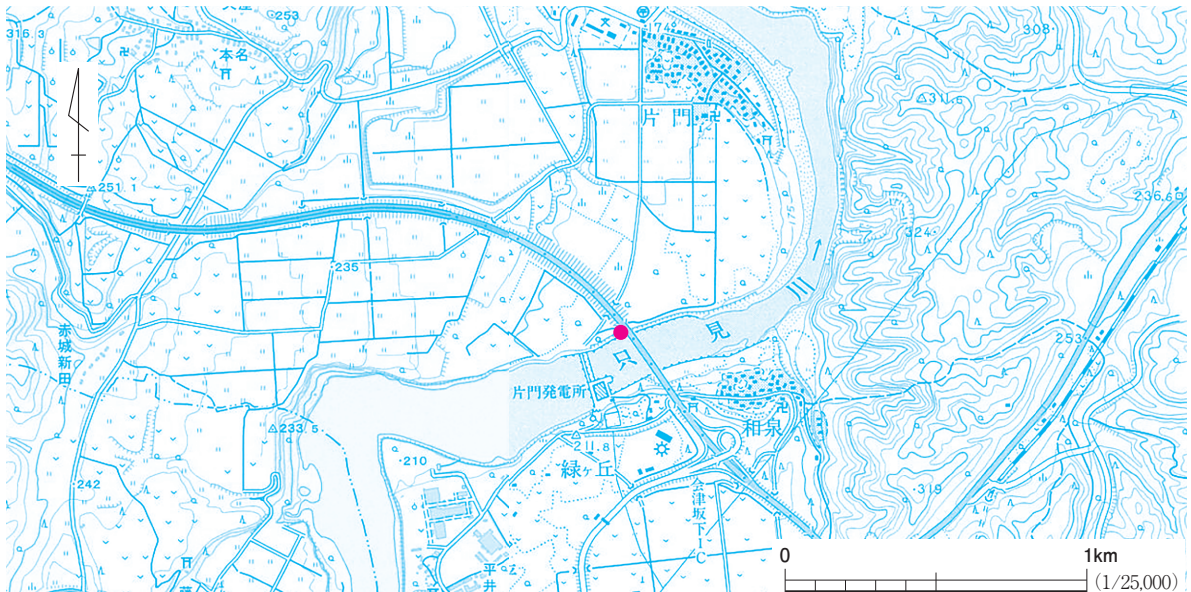 316.3
・253
本名
・174
308・
△311.5
片門
△251.1
236.6
324・
・235
只見川
253
赤城新田
片門発電所
和泉
△233.5
211.8
緑ヶ丘
・210
・242
・319
会津坂下IC
平井
0
1km
(1/25,000)